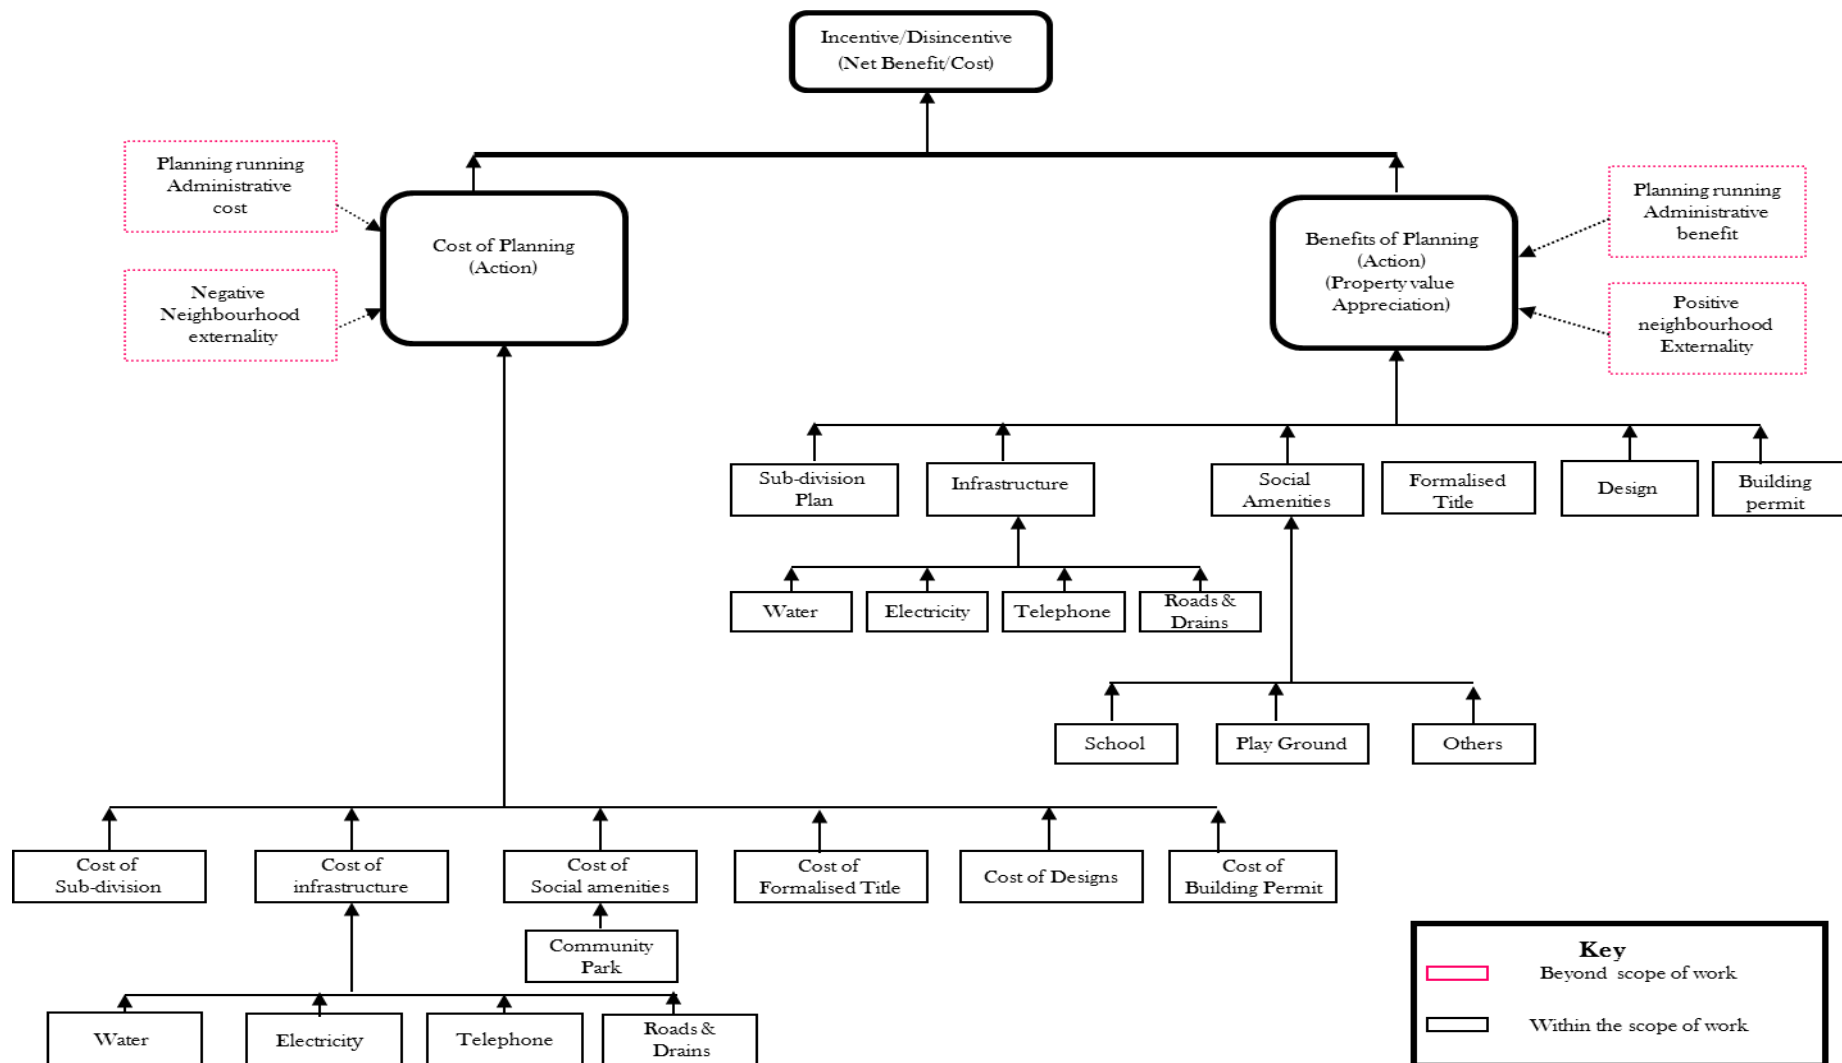 Incentive/Disincentive
(Net Benefit/Cost)
Planning running
Administrative
cost
Negative
Neighbourhood
externality
Cost of Planning
(Action)
Benefits of Planning
(Action)
(Property value
Appreciation)
Planning running
Administrative
benefit
Positive
neighbourhood
Externality
Sub-division
Plan
Infrastructure
Social
Amenities
Formalised
Title
Design
Building
permit
Water
Electricity
Telephone
Roads &
Drains
School
Play Ground
Others
Cost of
Sub-division
Cost of
infrastructure
Cost of
Social amenities
Cost of
Formalised Title
Cost of Designs
Cost of
Building Permit
Community
Park
Water
Electricity
Telephone
Roads &
Drains
Key
Beyond scope of work
Within the scope of work